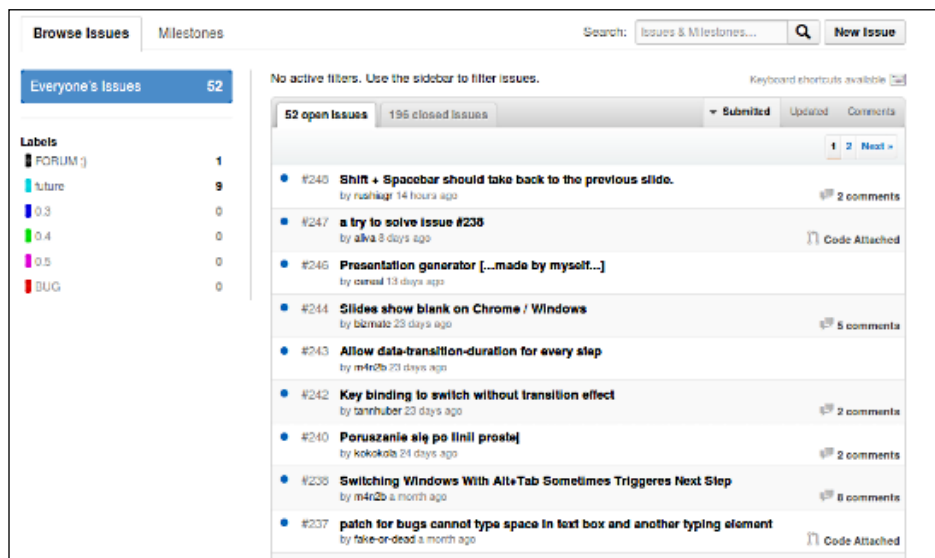 Browse Issues
Milestones
Search:
Issues & Milestones...
New Issue
Everyone's Issues 52
No active filters. Use the sidebar to filter issues.
Keyboard shortcuts available
52 open issues
195 closed issues
Submitted
Updated
Comments
Labels
FORUM ;) 1
future 9
0.3 0
0.4 0
0.5 0
BUG 0
1 2 Next »
#248 Shift + Spacebar should take back to the previous slide.
by rushiagr 14 hours ago
2 comments
#247 a try to solve issue #238
by aliva 8 days ago
Code Attached
#246 Presentation generator [...made by myself...]
by cereal 13 days ago
#244 Slides show blank on Chrome / Windows
by bizmate 23 days ago
5 comments
#243 Allow data-transition-duration for every step
by m4n2b 23 days ago
#242 Key binding to switch without transition effect
by tannhuber 23 days ago
2 comments
#240 Poruszanie się po linii prostej
by kokokola 24 days ago
2 comments
#238 Switching Windows With Alt+Tab Sometimes Triggeres Next Step
by m4n2b a month ago
8 comments
#237 patch for bugs cannot type space in text box and another typing element
by fake-or-dead a month ago
Code Attached